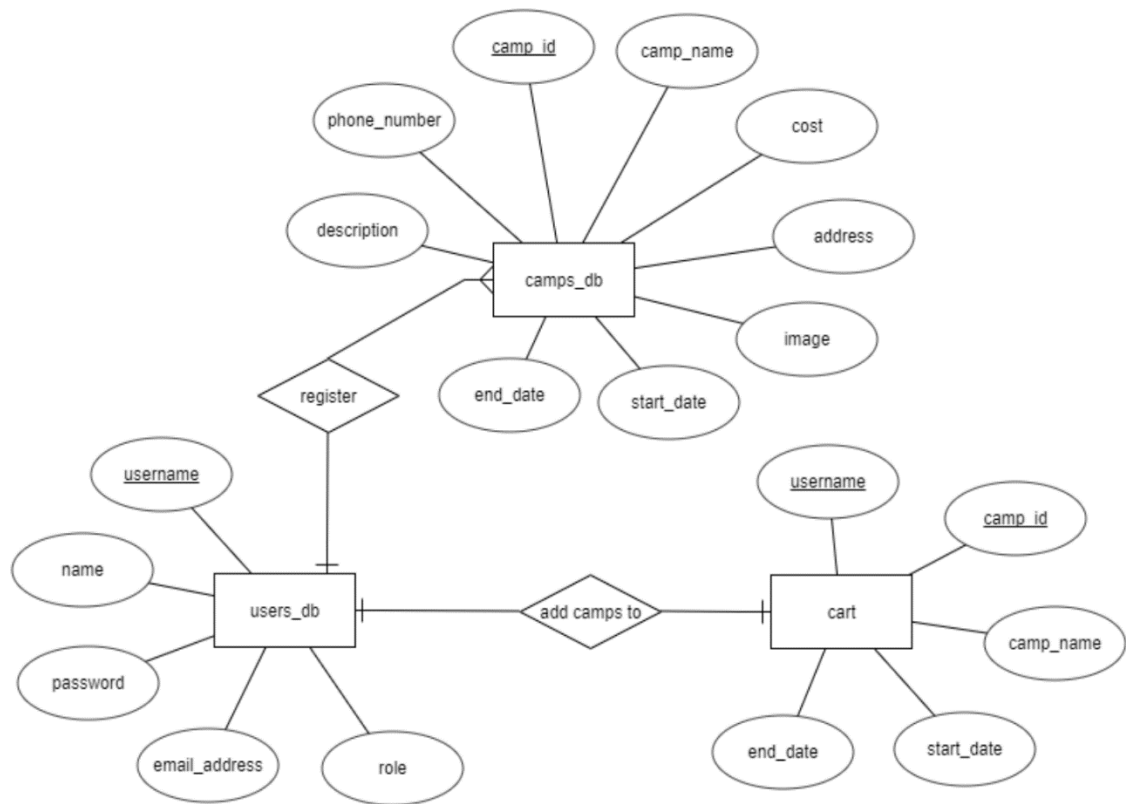 camp_id
camp_name
phone_number
cost
description
address
camps_db
image
end_date
start_date
register
username
username
camp_id
name
users_db
add camps to
cart
camp_name
password
email_address
role
end_date
start_date